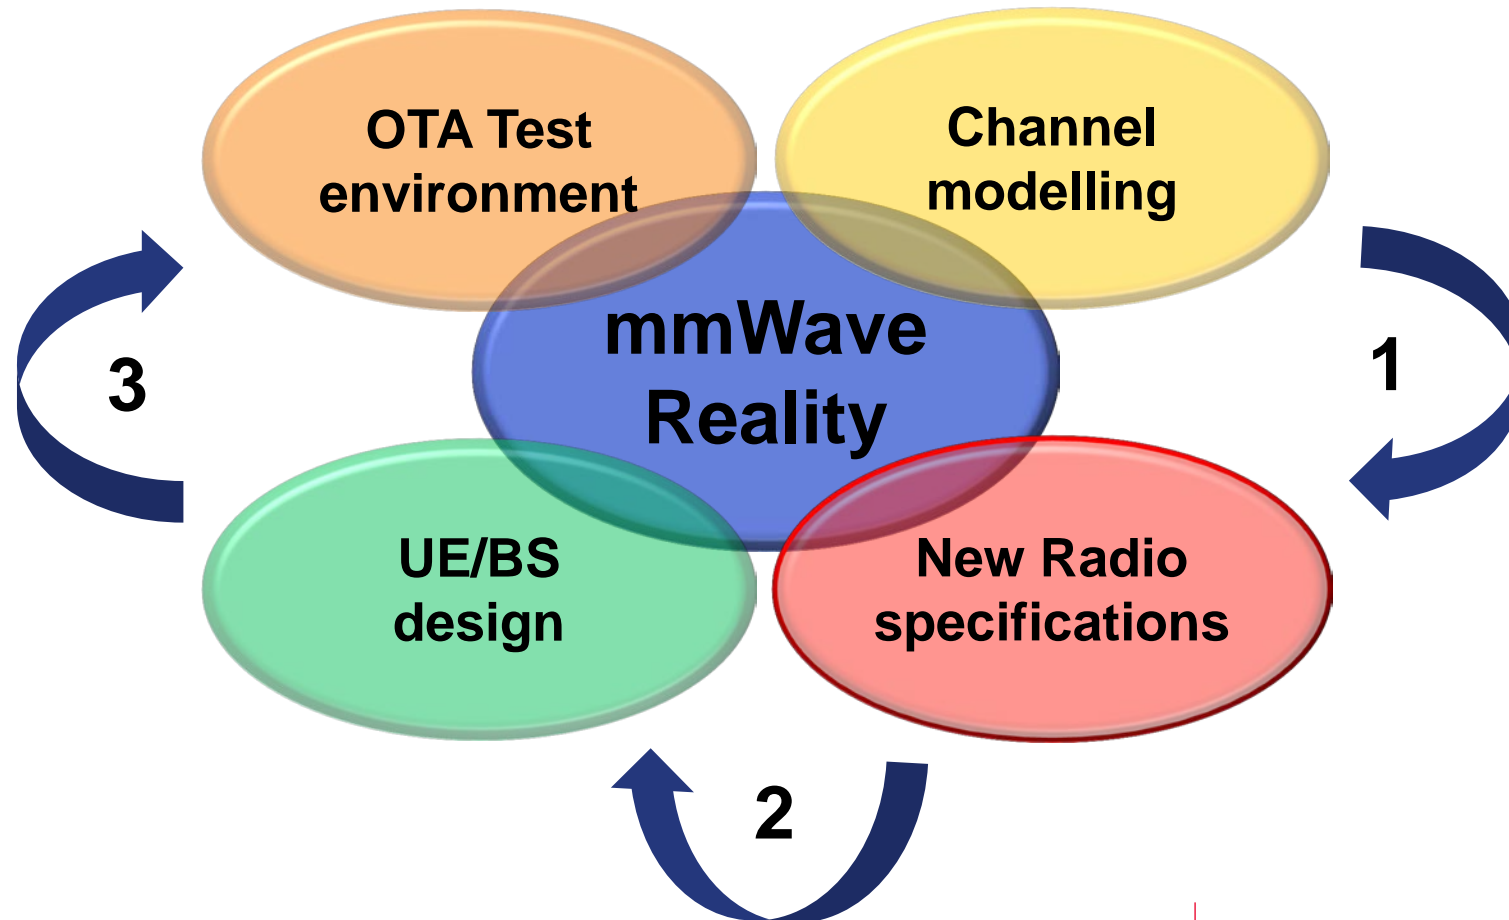 OTA Test
environment
Channel
modelling
mmWave
Reality
1
3
UE/BS
design
New Radio
specifications
2